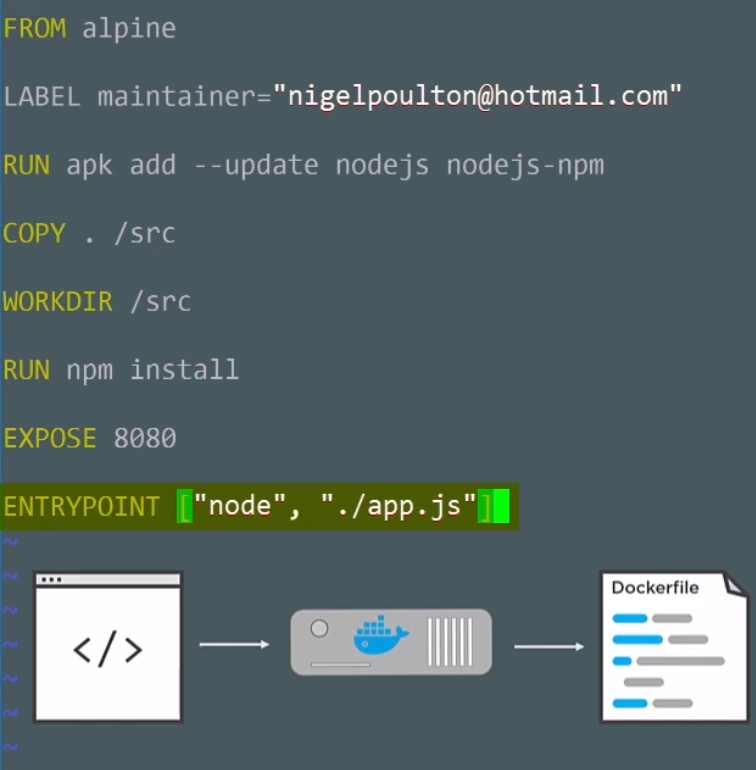 FROM alpine
LABEL maintainer="nigelpoulton@hotmail.com"
RUN apk add --update nodejs nodejs-npm
COPY . /src
WORKDIR /src
RUN npm install
EXPOSE 8080
ENTRYPOINT ["node", "./app.js"]
~
~
~
~
~
~
~
</> 
Dockerfile